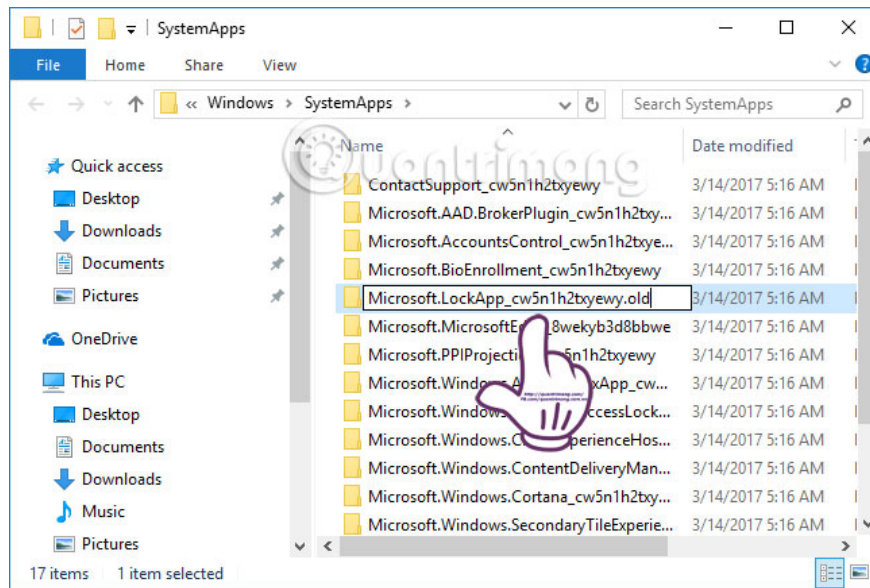 SystemApps
File Home Share View
« Windows > SystemApps >
Search SystemApps
Quantrimang
Name Date modified
Quick access
Desktop
Downloads
Documents
Pictures
OneDrive
This PC
Desktop
Documents
Downloads
Music
Pictures
ContactSupport_cw5n1h2txyewy 3/14/2017 5:16 AM
Microsoft.AAD.BrokerPlugin_cw5n1h2txy... 3/14/2017 5:16 AM
Microsoft.AccountsControl_cw5n1h2txye... 3/14/2017 5:16 AM
Microsoft.BioEnrollment_cw5n1h2txyewy 3/14/2017 5:16 AM
Microsoft.LockApp_cw5n1h2txyewy.old 3/14/2017 5:16 AM
_8wekyb3d8bbwe 3/14/2017 5:16 AM
5n1h2txyewy 3/14/2017 5:16 AM
xApp_cw... 3/14/2017 5:16 AM
ccessLock... 3/14/2017 5:16 AM
xperienceHos... 3/14/2017 5:16 AM
Microsoft.Windows.ContentDeliveryMan... 3/14/2017 5:16 AM
Microsoft.Windows.Cortana_cw5n1h2txy... 3/14/2017 5:16 AM
Microsoft.Windows.SecondaryTileExperie... 3/14/2017 5:16 AM
17 items 1 item selected